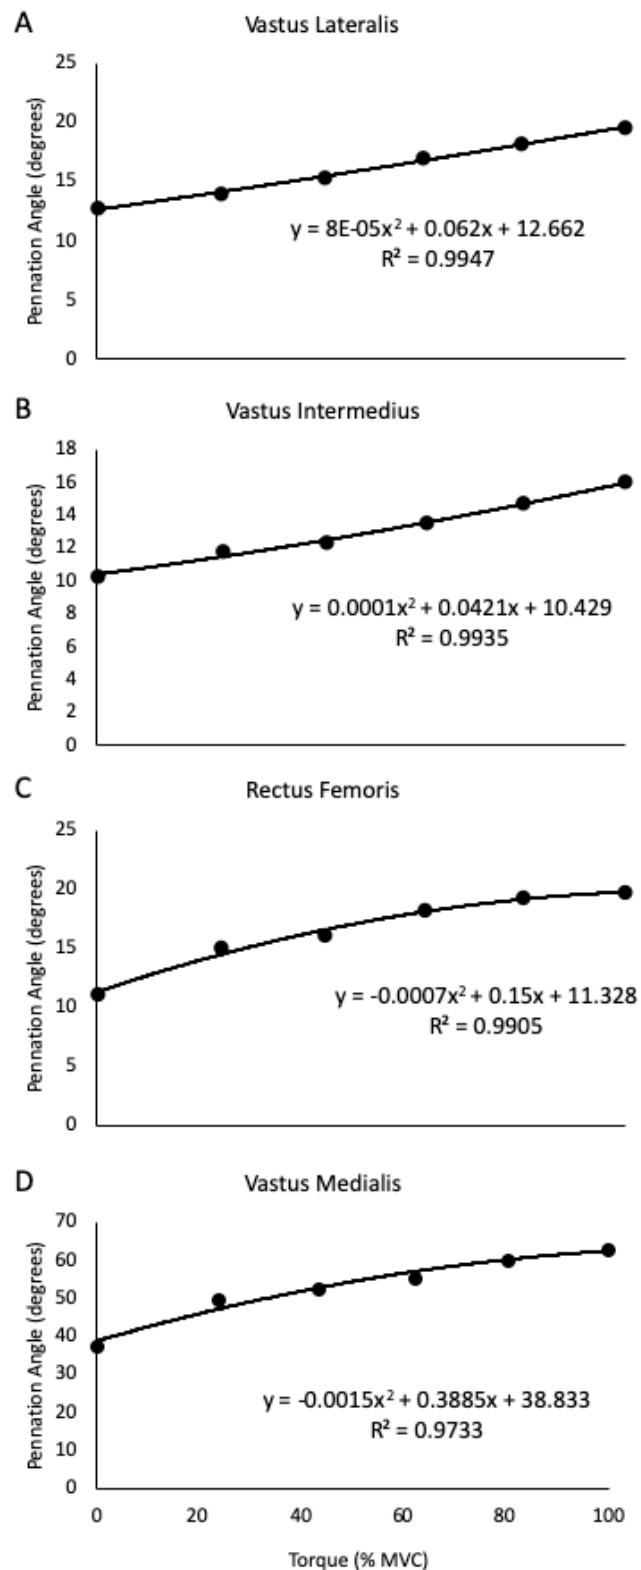 A
Vastus Lateralis
Pennation Angle (degrees)
25
20
15
10
5
0
y = 8E-05x² + 0.062x + 12.662
R² = 0.9947
B
Vastus Intermedius
Pennation Angle (degrees)
18
16
14
12
10
8
6
4
2
0
y = 0.0001x² + 0.0421x + 10.429
R² = 0.9935
C
Rectus Femoris
Pennation Angle (degrees)
25
20
15
10
5
0
y = -0.0007x² + 0.15x + 11.328
R² = 0.9905
D
Vastus Medialis
Pennation Angle (degrees)
70
60
50
40
30
20
10
0
y = -0.0015x² + 0.3885x + 38.833
R² = 0.9733
0 20 40 60 80 100
Torque (% MVC)